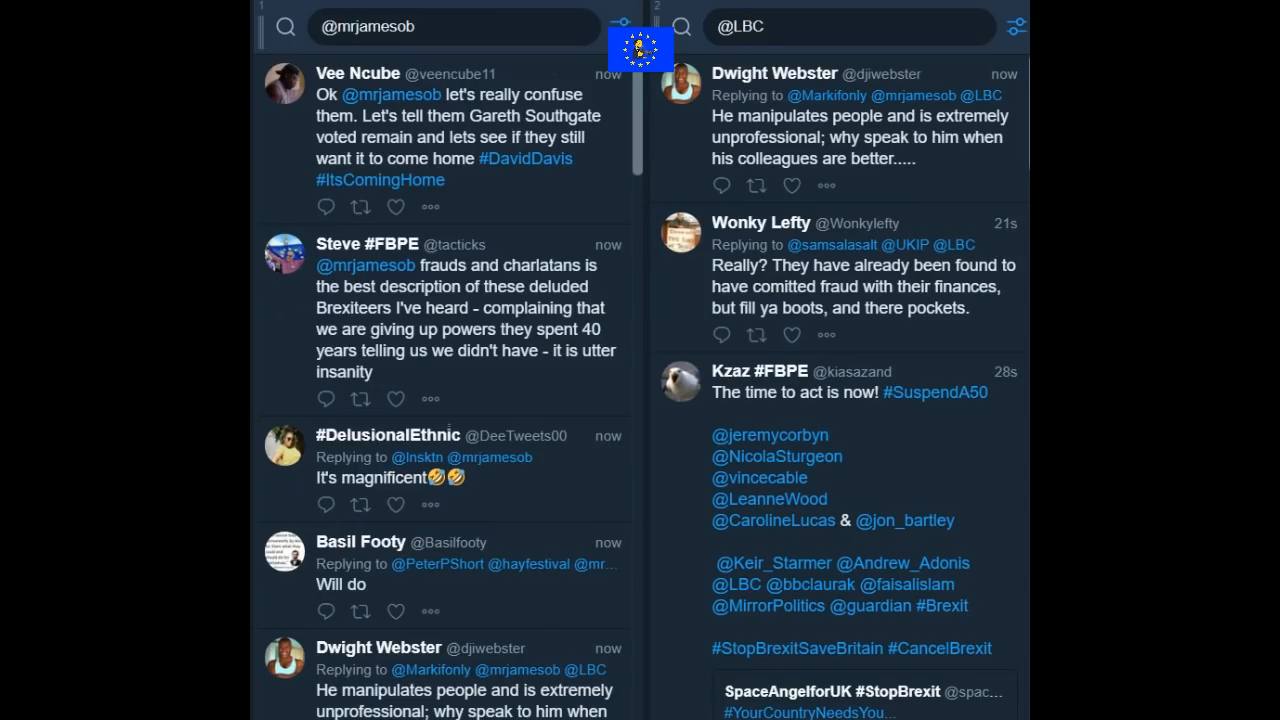 1
@mrjamesob
Vee Ncube @veencube11 now
Ok @mrjamesob let's really confuse
them. Let's tell them Gareth Southgate
voted remain and lets see if they still
want it to come home #DavidDavis
#ItsComingHome
Steve #FBPE @tacticks now
@mrjamesob frauds and charlatans is
the best description of these deluded
Brexiteers I've heard - complaining that
we are giving up powers they spent 40
years telling us we didn't have - it is utter
insanity
#DelusionalEthnic @DeeTweets00 now
Replying to @Insktn @mrjamesob
It's magnificent🤣🤣
Basil Footy @Basilfooty now
Replying to @PeterPShort @hayfestival @mr...
Will do
Dwight Webster @djiwebster now
Replying to @Markifonly @mrjamesob @LBC
He manipulates people and is extremely
unprofessional; why speak to him when
2
@LBC
Dwight Webster @djiwebster now
Replying to @Markifonly @mrjamesob @LBC
He manipulates people and is extremely
unprofessional; why speak to him when
his colleagues are better.....
Wonky Lefty @Wonkylefty 21s
Replying to @samsalasalt @UKIP @LBC
Really? They have already been found to
have comitted fraud with their finances,
but fill ya boots, and there pockets.
Kzaz #FBPE @kiasazand 28s
The time to act is now! #SuspendA50
@jeremycorbyn
@NicolaSturgeon
@vincecable
@LeanneWood
@CarolineLucas & @jon_bartley
@Keir_Starmer @Andrew_Adonis
@LBC @bbclaurak @faisalislam
@MirrorPolitics @guardian #Brexit
#StopBrexitSaveBritain #CancelBrexit
SpaceAngelforUK #StopBrexit @spac...
#YourCountryNeedsYou...